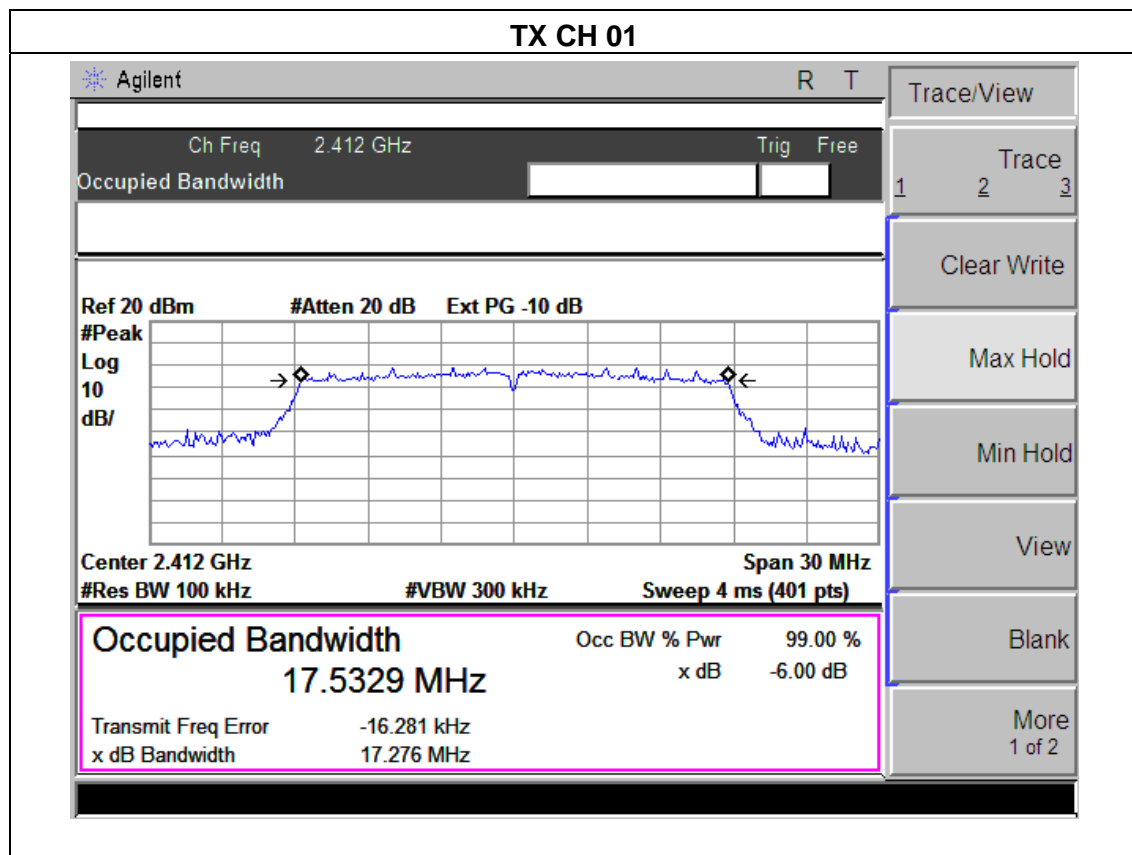 TX CH 01
Agilent R T
Trace/View
Ch Freq 2.412 GHz Trig Free
Occupied Bandwidth
Trace
1 2 3
Clear Write
Ref 20 dBm #Atten 20 dB Ext PG -10 dB
#Peak
Log
10
dB/
Max Hold
Min Hold
View
Center 2.412 GHz Span 30 MHz
#Res BW 100 kHz #VBW 300 kHz Sweep 4 ms (401 pts)
Occupied Bandwidth Occ BW % Pwr 99.00 %
17.5329 MHz x dB -6.00 dB
Blank
Transmit Freq Error -16.281 kHz
x dB Bandwidth 17.276 MHz
More
1 of 2